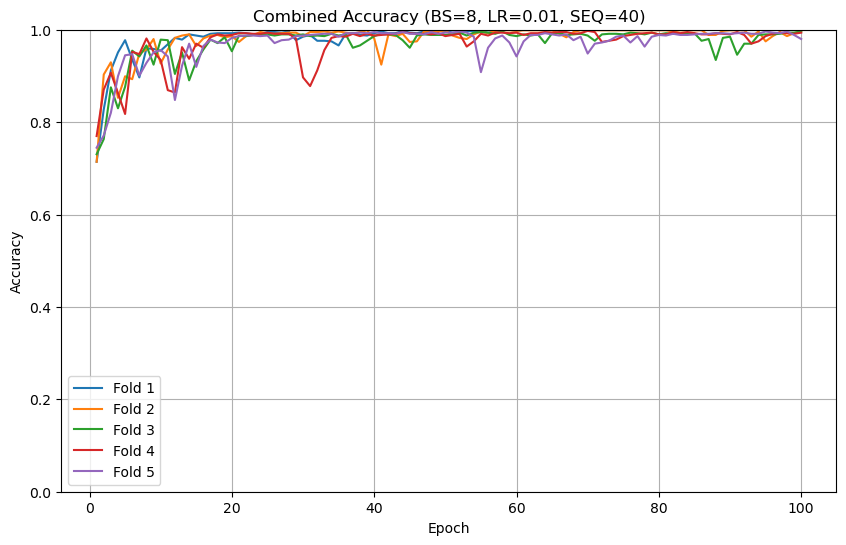 Combined Accuracy (BS=8, LR=0.01, SEQ=40)
1.0
0.8
0.6
0.4
0.2
0.0
Accuracy
Fold 1
Fold 2
Fold 3
Fold 4
Fold 5
0 20 40 60 80 100
Epoch